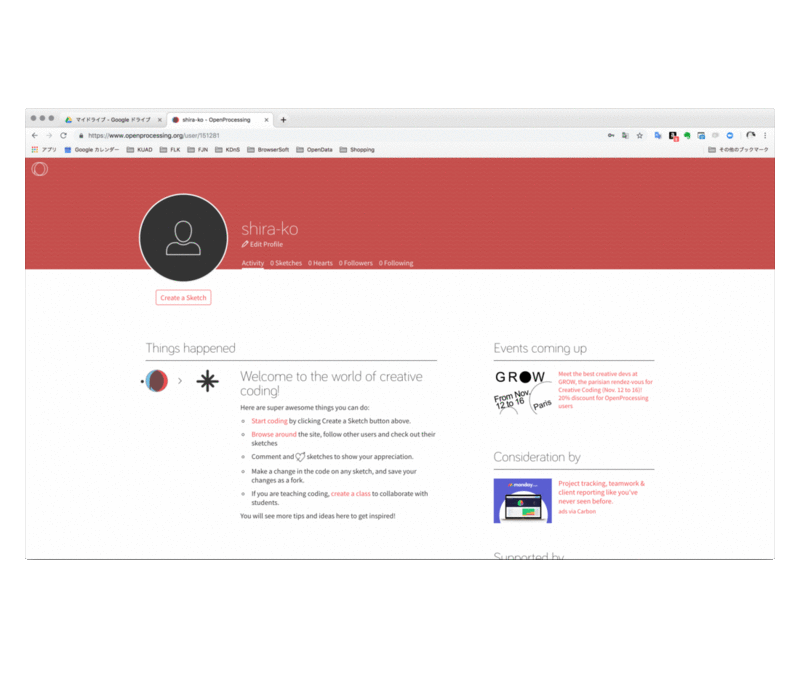 マイドライブ - Google ドライブ
shira-ko - OpenProcessing
https://www.openprocessing.org/user/151281
アプリ Google カレンダー KUAD FLK FJN KDnS BrowserSoft OpenData Shopping その他のブックマーク
shira-ko
Edit Profile
Activity 0 Sketches 0 Hearts 0 Followers 0 Following
Create a Sketch
Things happened
Welcome to the world of creative
coding!
Here are super awesome things you can do:
Start coding by clicking Create a Sketch button above.
Browse around the site, follow other users and check out their
sketches
Comment and sketches to show your appreciation.
Make a change in the code on any sketch, and save your
changes as a fork.
If you are teaching coding, create a class to collaborate with
students.
You will see more tips and ideas here to get inspired!
Events coming up
GROW
From Nov.
12 to 16
Paris
Meet the best creative devs at
GROW, the parisian rendez-vous for
Creative Coding (Nov. 12 to 16)!
20% discount for OpenProcessing
users
Consideration by
monday.com
Project tracking, teamwork &
client reporting like you've
never seen before.
ads via Carbon
Supported by